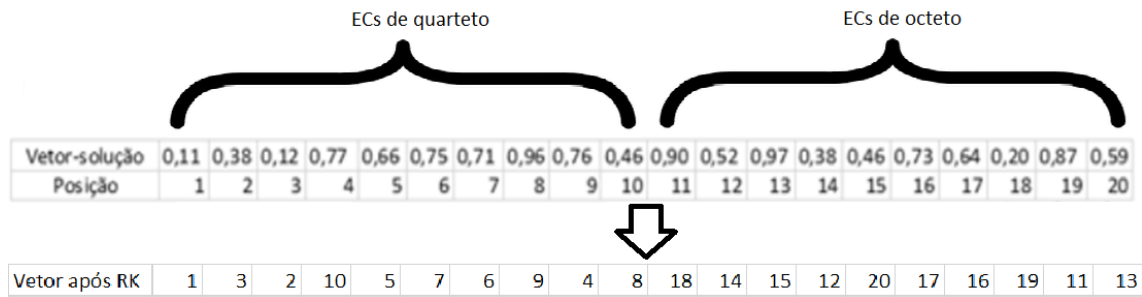 ECs de quarteto ECs de octeto
Vetor-solução 0,11 0,38 0,12 0,77 0,66 0,75 0,71 0,96 0,76 0,46 0,90 0,52 0,97 0,38 0,46 0,73 0,64 0,20 0,87 0,59
Posição 1 2 3 4 5 6 7 8 9 10 11 12 13 14 15 16 17 18 19 20
Vetor após RK 1 3 2 10 5 7 6 9 4 8 18 14 15 12 20 17 16 19 11 13